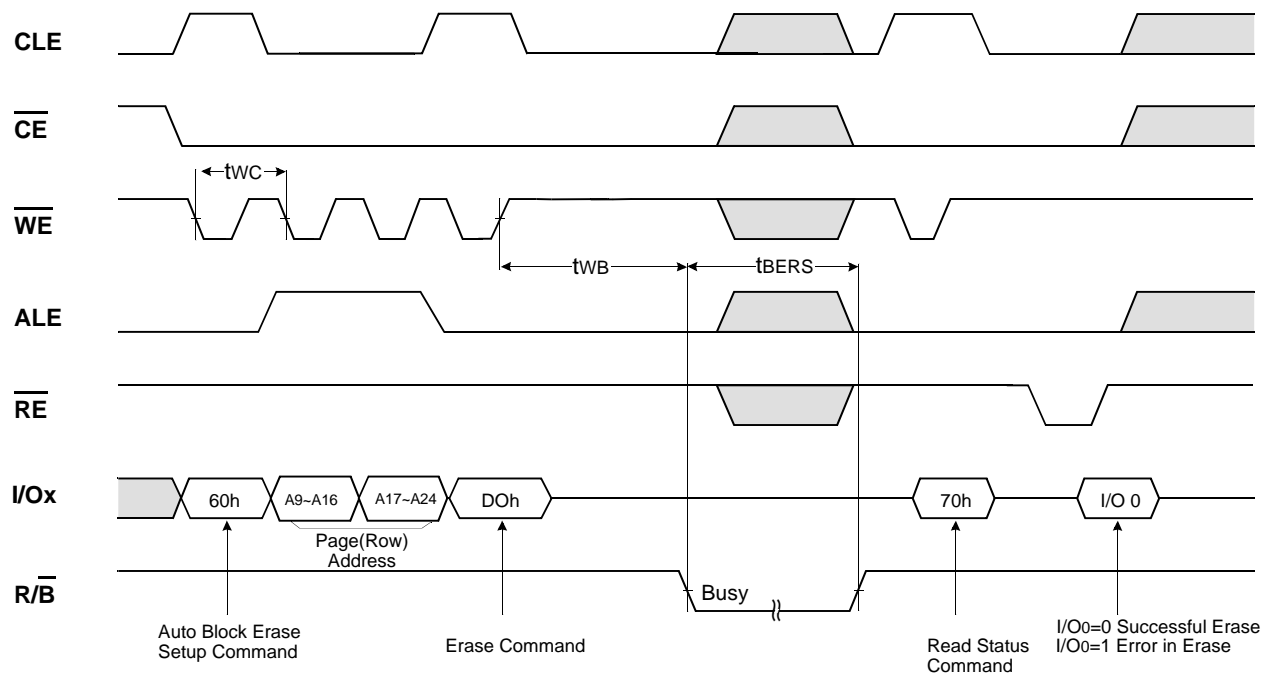 CLE
CE
tWC
WE
tWB
tBERS
ALE
RE
I/Ox
60h
A9~A16
A17~A24
DOh
70h
I/O 0
Page(Row)
Address
R/B
Busy
Auto Block Erase
Setup Command
Erase Command
Read Status
Command
I/O0=0 Successful Erase
I/O0=1 Error in Erase